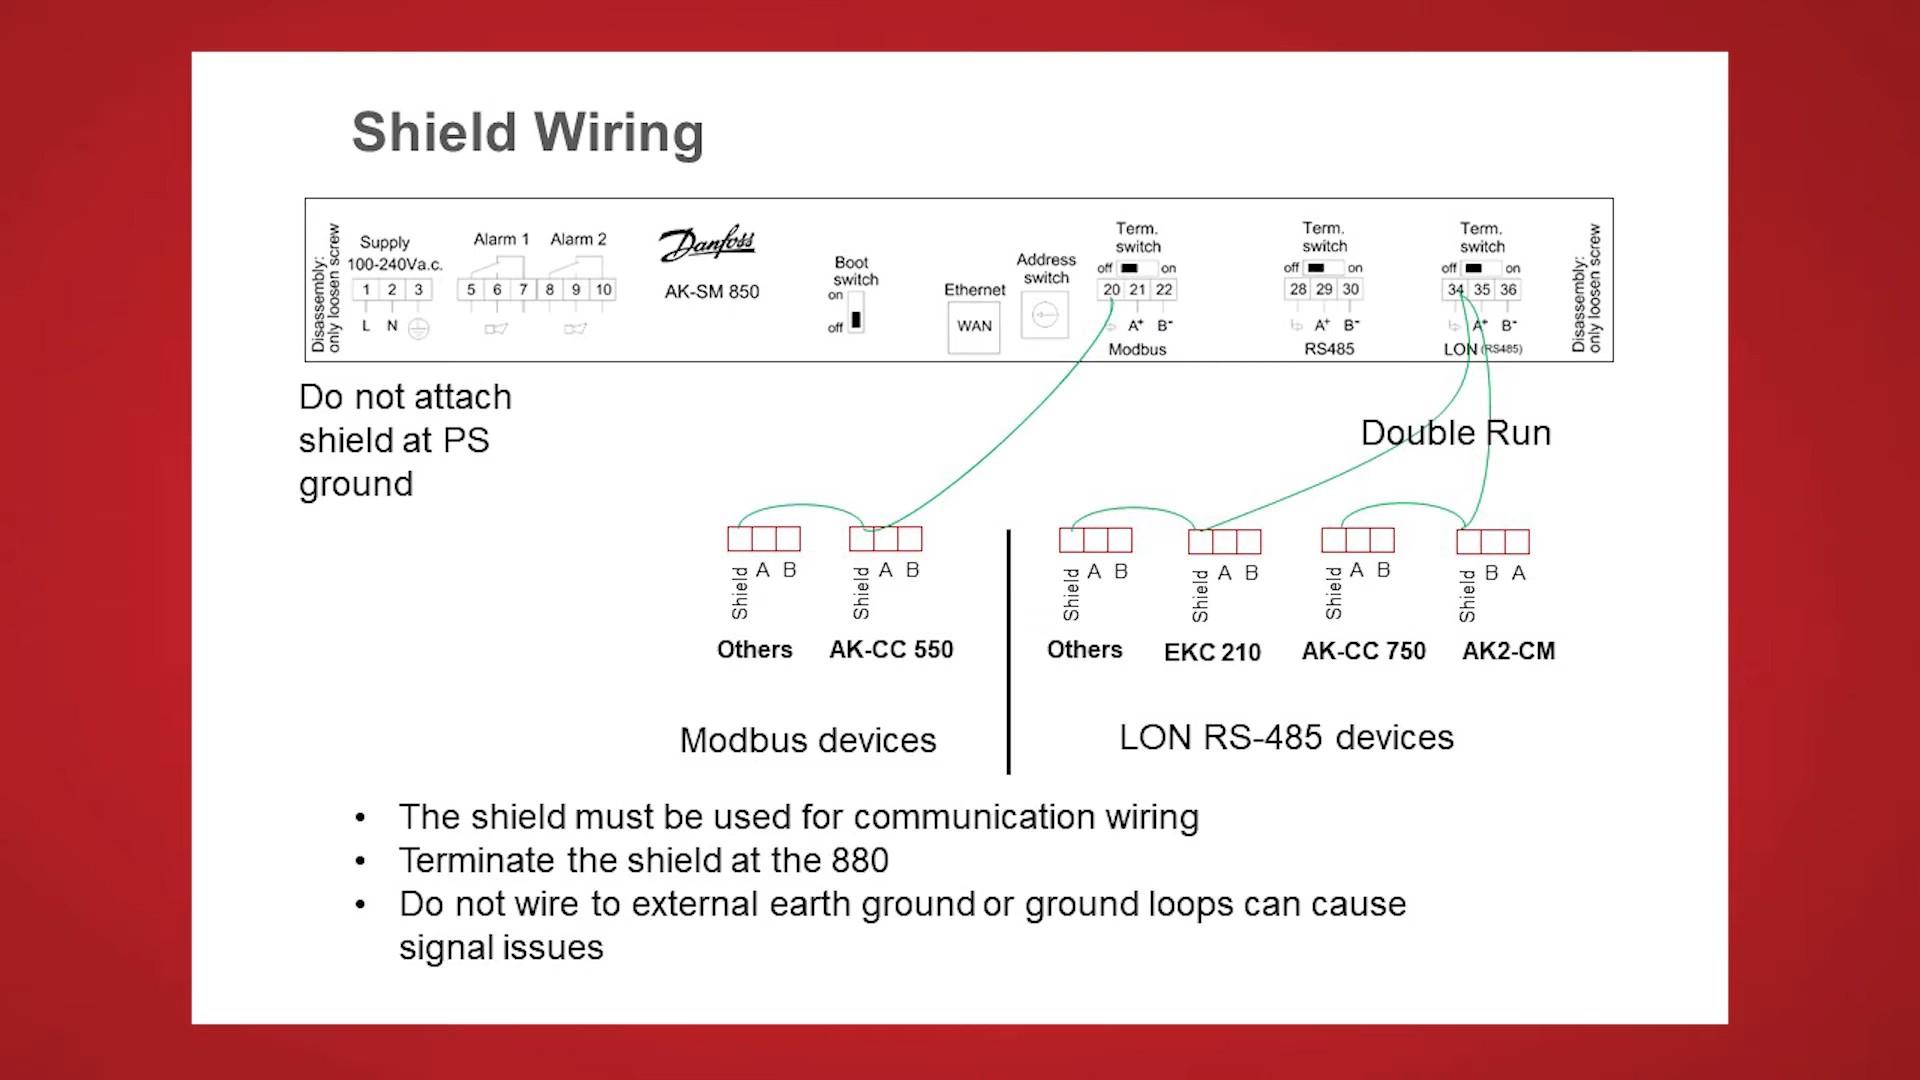 Shield Wiring
Disassembly:
only loosen screw
Supply
100-240Va.c.
1 2 3
L N
Alarm 1 Alarm 2
5 6 7 8 9 10
Danfoss
AK-SM 850
Boot
switch
on
off
Ethernet
WAN
Address
switch
Term.
switch
off on
20 21 22
A+ B-
Modbus
Term.
switch
off on
28 29 30
A+ B-
RS485
Term.
switch
off on
34 35 36
A+ B-
LON (RS485)
Disassembly:
only loosen screw
Do not attach
shield at PS
ground
Double Run
Shield A B
Others
Shield A B
AK-CC 550
Shield A B
Others
Shield A B
EKC 210
Shield A B
AK-CC 750
Shield B A
AK2-CM
Modbus devices
LON RS-485 devices
• The shield must be used for communication wiring
• Terminate the shield at the 880
• Do not wire to external earth ground or ground loops can cause
signal issues